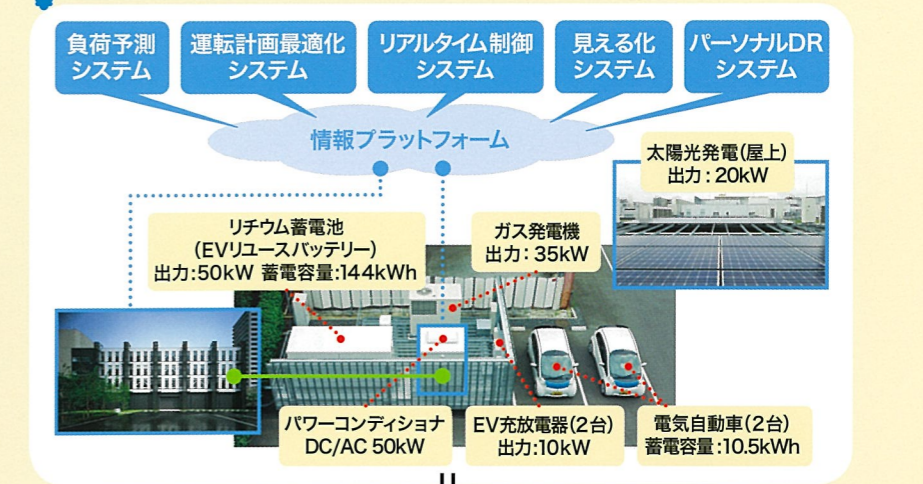 負荷予測
システム
運転計画最適化
システム
リアルタイム制御
システム
見える化
システム
パーソナルDR
システム
情報プラットフォーム
太陽光発電(屋上)
出力:20kW
リチウム蓄電池
(EVリユースバッテリー)
出力:50kW 蓄電容量:144kWh
ガス発電機
出力:35kW
パワーコンディショナ
DC/AC 50kW
EV充放電器(2台)
出力:10kW
電気自動車(2台)
蓄電容量:10.5kWh